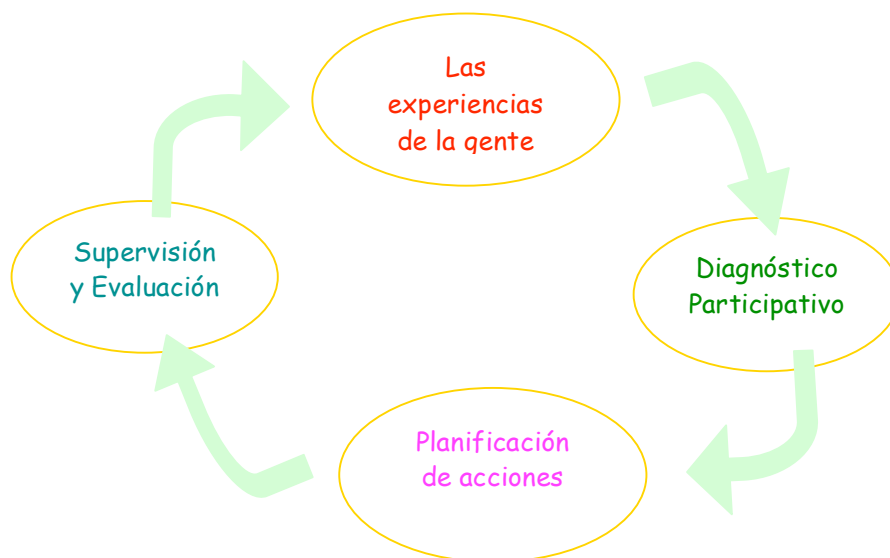 Las
experiencias
de la gente
Supervisión
y Evaluación
Diagnóstico
Participativo
Planificación
de acciones